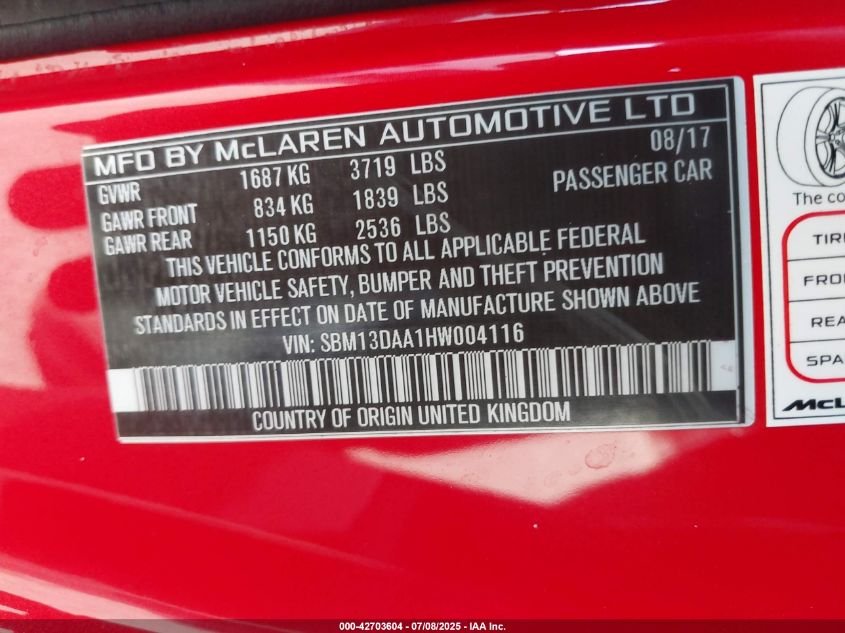 MFD BY McLAREN AUTOMOTIVE LTD
08/17
GVWR 1687 KG 3719 LBS
PASSENGER CAR
GAWR FRONT 834 KG 1839 LBS
GAWR REAR 1150 KG 2536 LBS
THIS VEHICLE CONFORMS TO ALL APPLICABLE FEDERAL
MOTOR VEHICLE SAFETY, BUMPER AND THEFT PREVENTION
STANDARDS IN EFFECT ON DATE OF MANUFACTURE SHOWN ABOVE
VIN: SBM13DAA1HW004116
COUNTRY OF ORIGIN UNITED KINGDOM
The co
TIRE
FRO
REA
SPA
McL
000-42703604 - 07/08/2025 - IAA Inc.